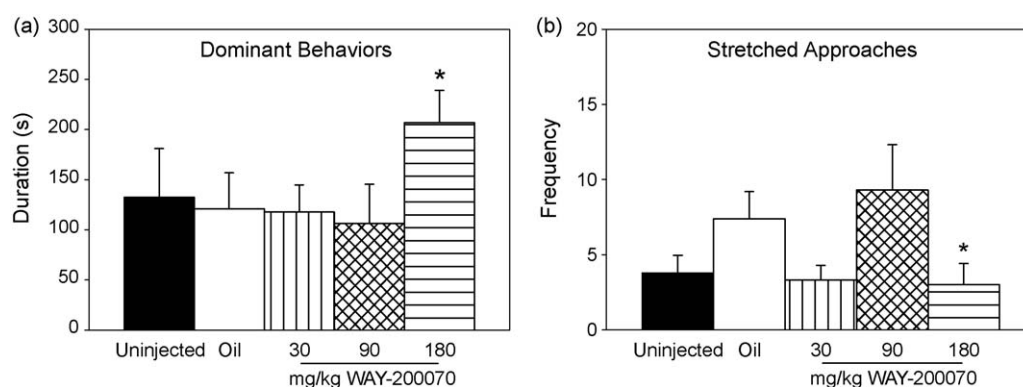 (a)
Dominant Behaviors
300
250
200
150
100
50
0
Duration (s)
*
Uninjected Oil 30 90 180
mg/kg WAY-200070
(b)
Stretched Approaches
20
15
10
5
0
Frequency
*
Uninjected Oil 30 90 180
mg/kg WAY-200070